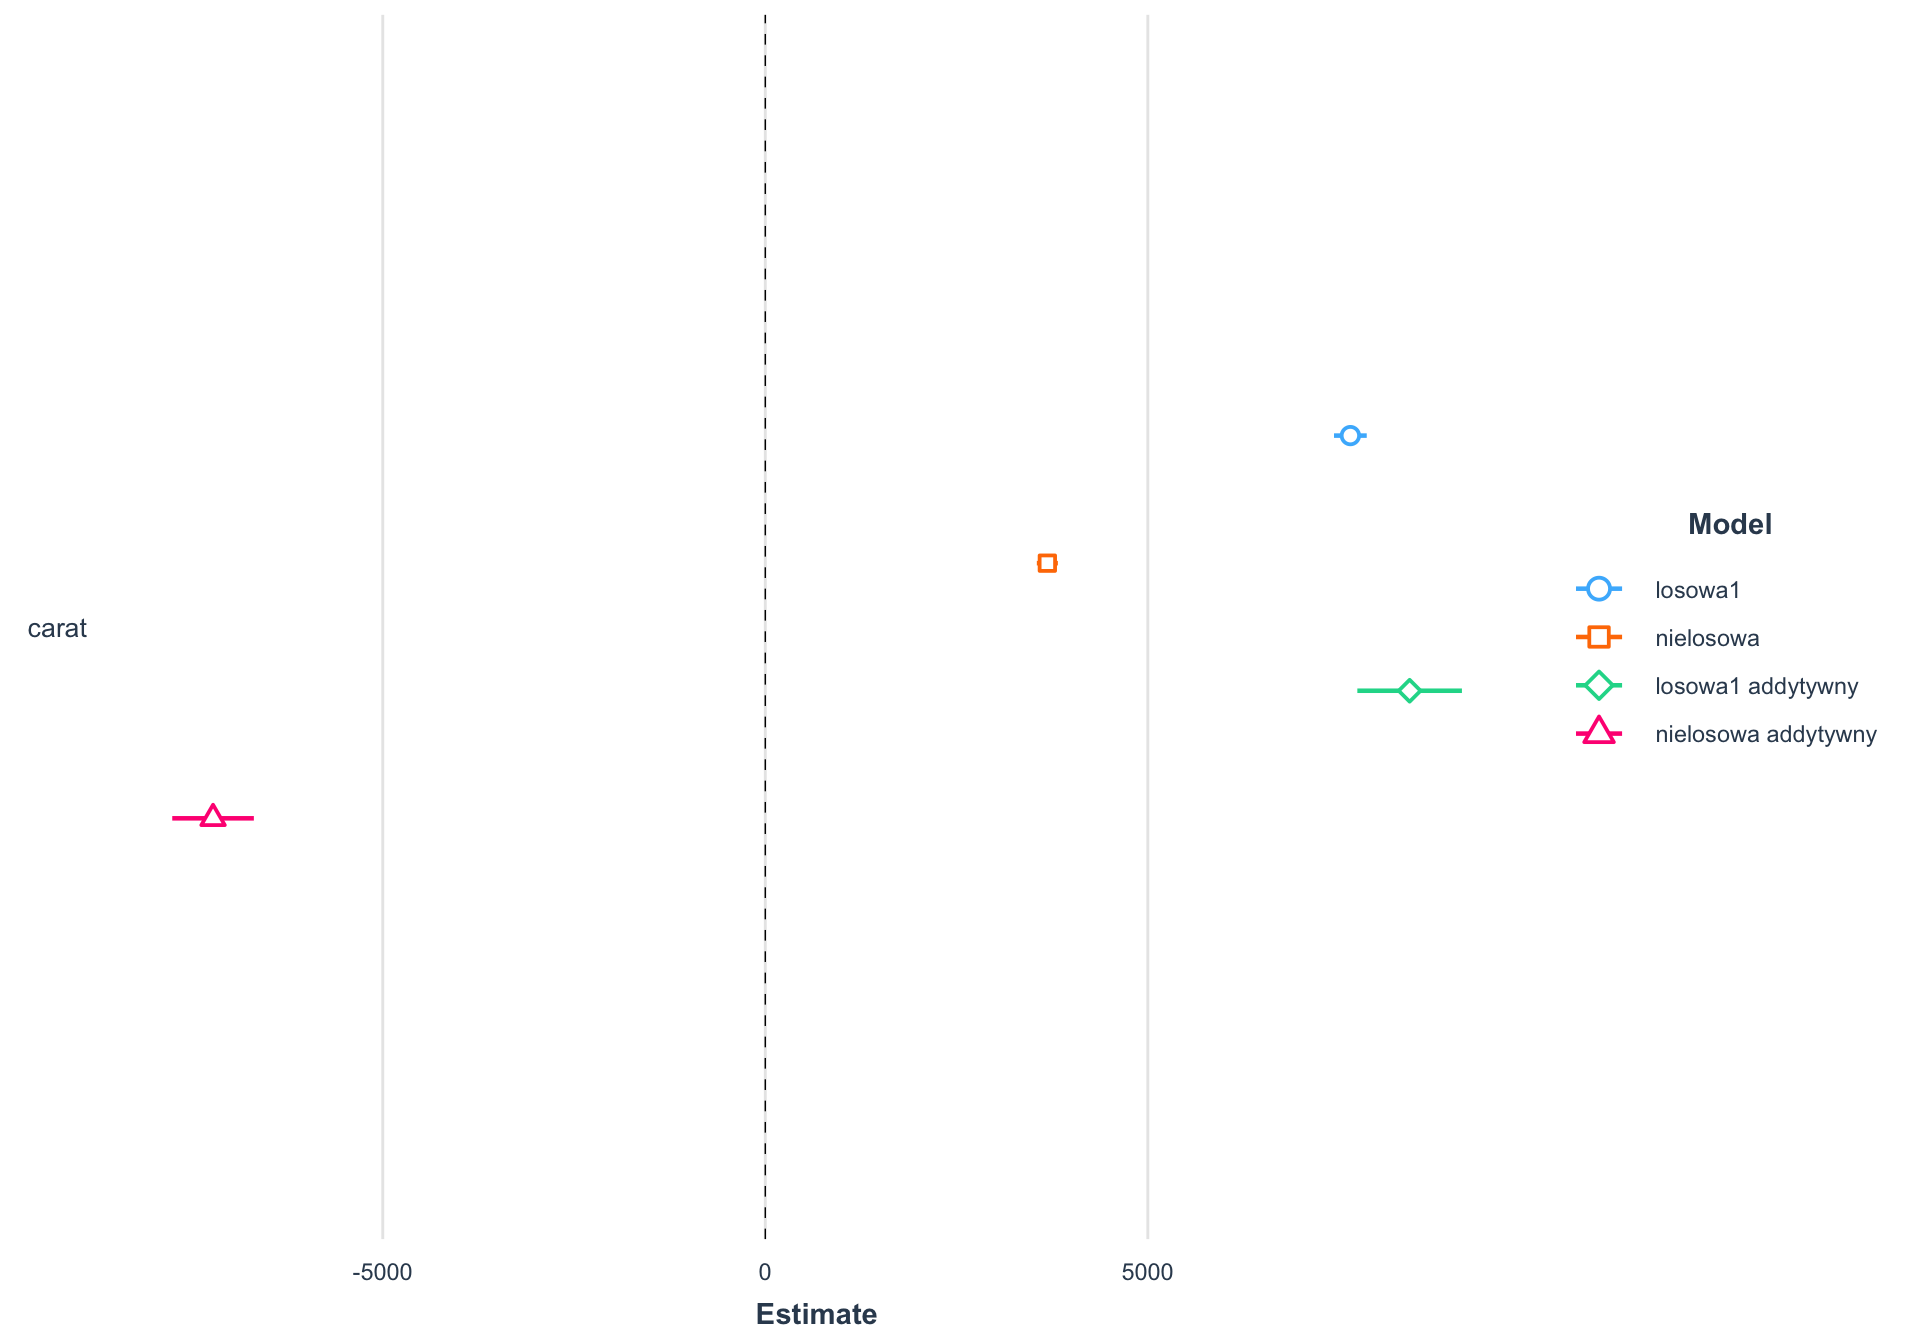 carat
-5000
0
5000
Estimate
Model
losowa1
nielosowa
losowa1 addytywny
nielosowa addytywny